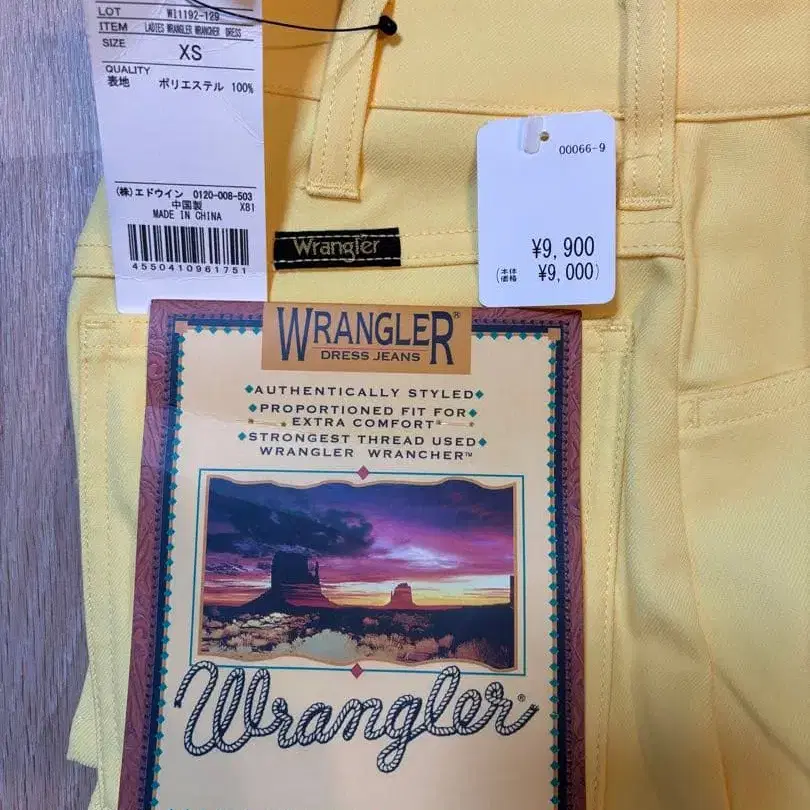 LOT WI1192-129
ITEM LADIES WRANGLER WRANCHER DRESS
SIZE XS
QUALITY
表地 ポリエステル 100%
(株)エドウイン 0120-008-503
中国製 X81
MADE IN CHINA
4550410961751
Wrangler
00066-9
¥9,900
(本体価格 ¥9,000)
WRANGLER®
DRESS JEANS
AUTHENTICALLY STYLED
PROPORTIONED FIT FOR
EXTRA COMFORT
STRONGEST THREAD USED
WRANGLER WRANCHER™
Wrangler®